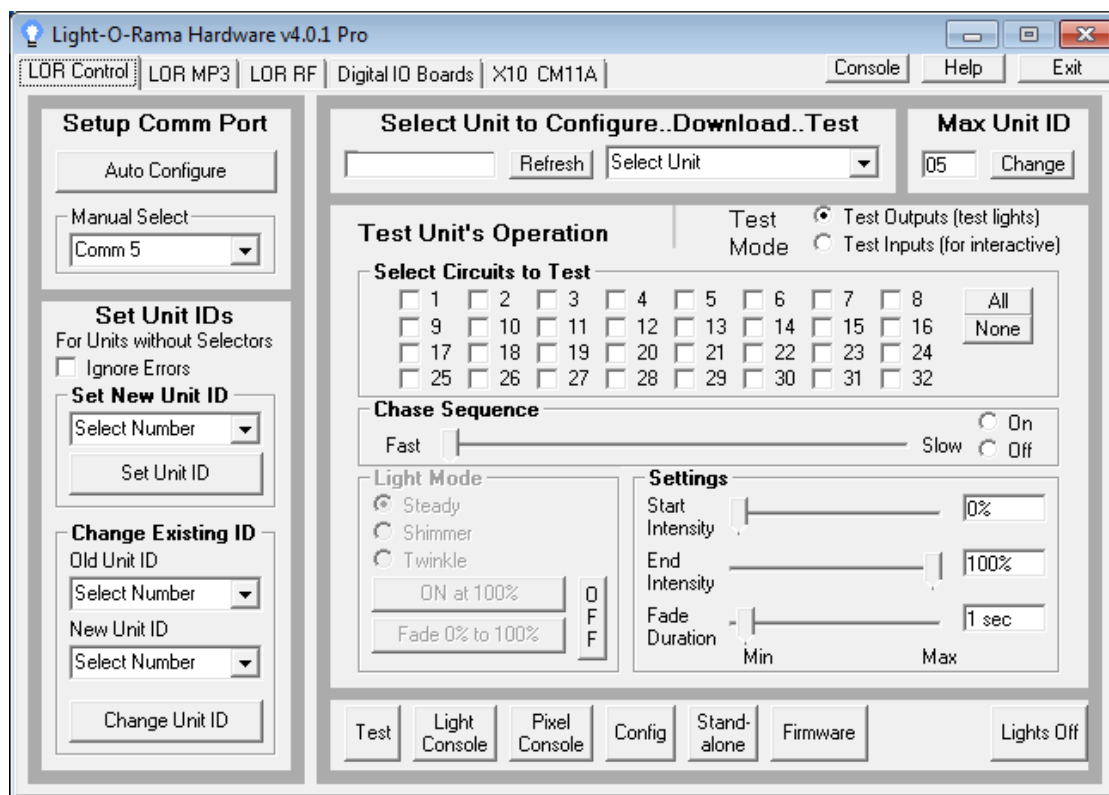 Light-O-Rama Hardware v4.0.1 Pro
LOR Control LOR MP3 LOR RF Digital IO Boards X10 CM11A Console Help Exit
Setup Comm Port
Auto Configure
Manual Select
Comm 5
Set Unit IDs
For Units without Selectors
Ignore Errors
Set New Unit ID
Select Number
Set Unit ID
Change Existing ID
Old Unit ID
Select Number
New Unit ID
Select Number
Change Unit ID
Select Unit to Configure..Download..Test
Refresh Select Unit
Max Unit ID
05 Change
Test Unit's Operation
Test
Mode
Test Outputs (test lights)
Test Inputs (for interactive)
Select Circuits to Test
1 2 3 4 5 6 7 8
9 10 11 12 13 14 15 16
17 18 19 20 21 22 23 24
25 26 27 28 29 30 31 32
All
None
Chase Sequence
Fast Slow
On
Off
Light Mode
Steady
Shimmer
Twinkle
ON at 100%
Fade 0% to 100%
O
F
F
Settings
Start
Intensity
0%
End
Intensity
100%
Fade
Duration
1 sec
Min Max
Test
Light
Console
Pixel
Console
Config
Stand-
alone
Firmware
Lights Off